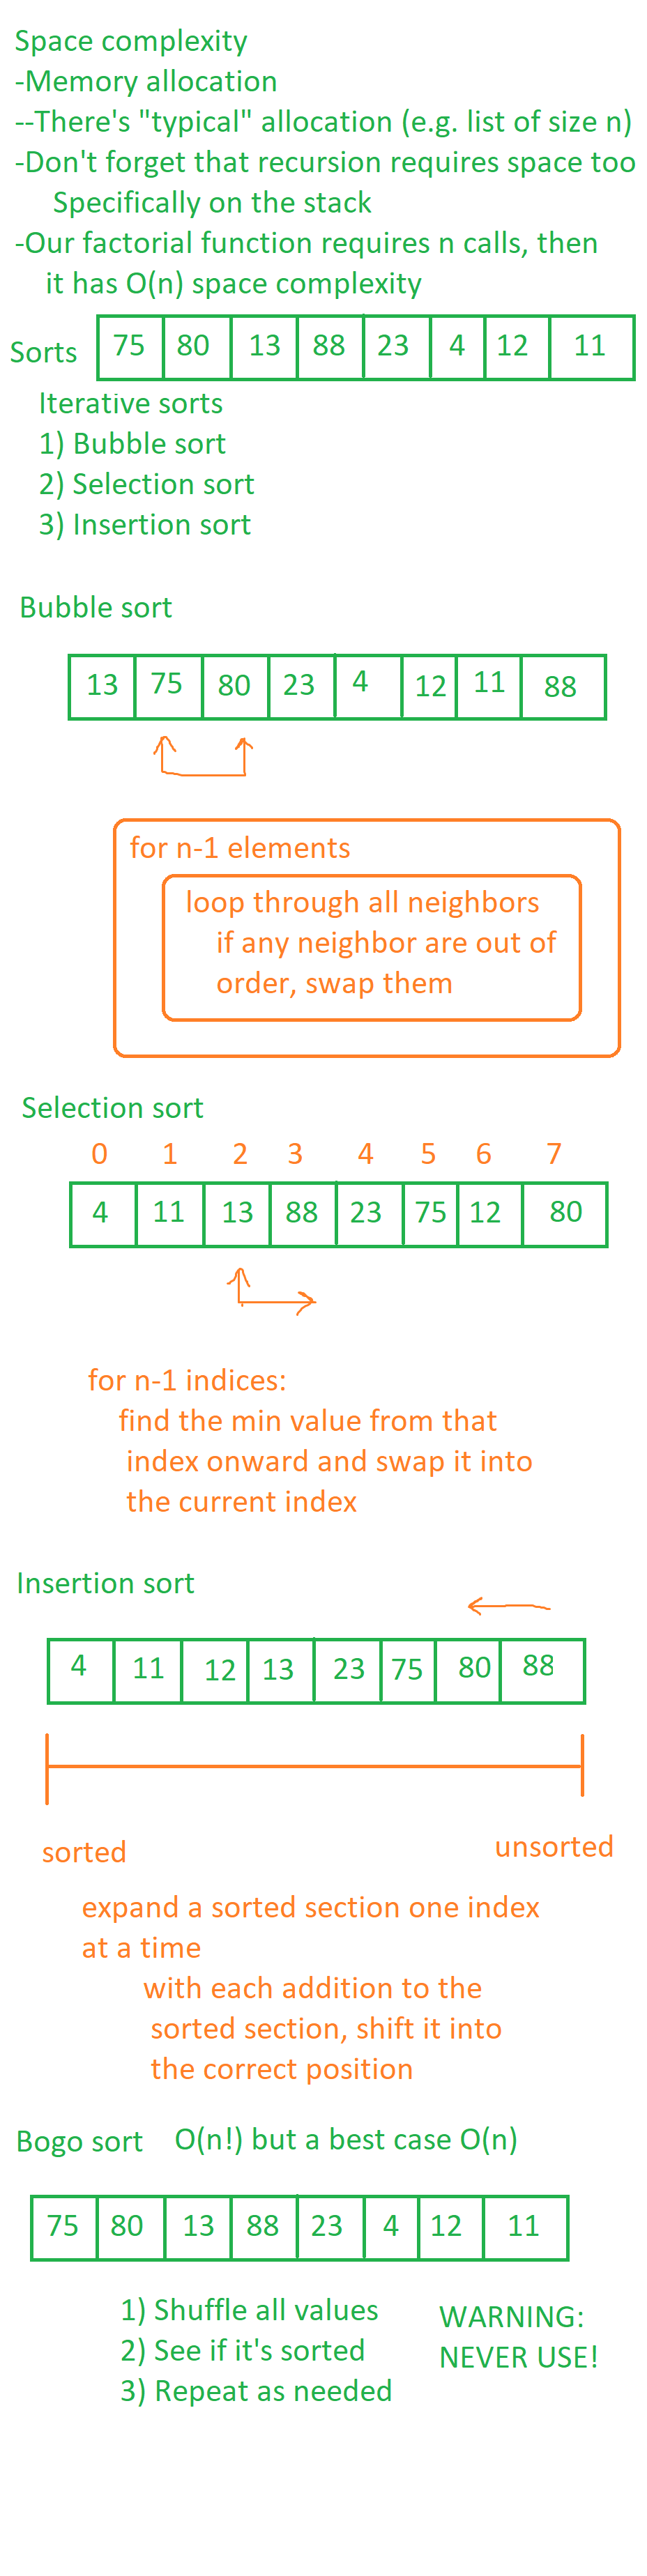 Space complexity
-Memory allocation
--There's "typical" allocation (e.g. list of size n)
-Don't forget that recursion requires space too
Specifically on the stack
-Our factorial function requires n calls, then
it has O(n) space complexity
Sorts 75 80 13 88 23 4 12 11
Iterative sorts
1) Bubble sort
2) Selection sort
3) Insertion sort
Bubble sort
13 75 80 23 4 12 11 88
for n-1 elements
loop through all neighbors
if any neighbor are out of
order, swap them
Selection sort
0 1 2 3 4 5 6 7
4 11 13 88 23 75 12 80
for n-1 indices:
find the min value from that
index onward and swap it into
the current index
Insertion sort
4 11 12 13 23 75 80 88
sorted unsorted
expand a sorted section one index
at a time
with each addition to the
sorted section, shift it into
the correct position
Bogo sort O(n!) but a best case O(n)
75 80 13 88 23 4 12 11
1) Shuffle all values
2) See if it's sorted
3) Repeat as needed
WARNING:
NEVER USE!